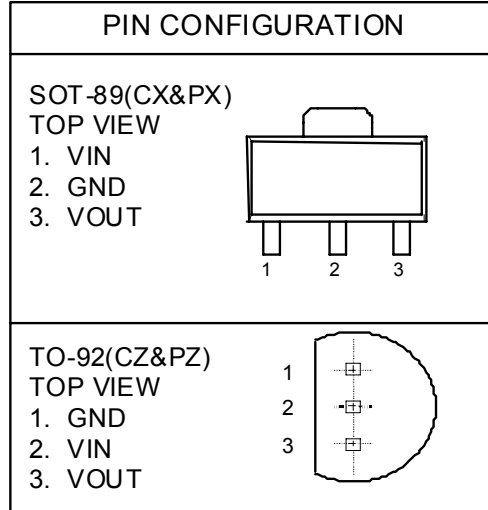 PIN CONFIGURATION
SOT-89(CX&PX)
TOP VIEW
1. VIN
2. GND
3. VOUT
1 2 3
TO-92(CZ&PZ)
TOP VIEW
1. GND
2. VIN
3. VOUT
1
2
3